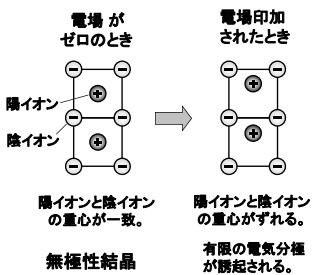 電場 が
ゼロのとき
電場印加
されたとき
陽イオン
陰イオン
陽イオンと陰イオン
の重心が一致。
陽イオンと陰イオン
の重心がずれる。
無極性結晶
有限の電気分極
が誘起される。